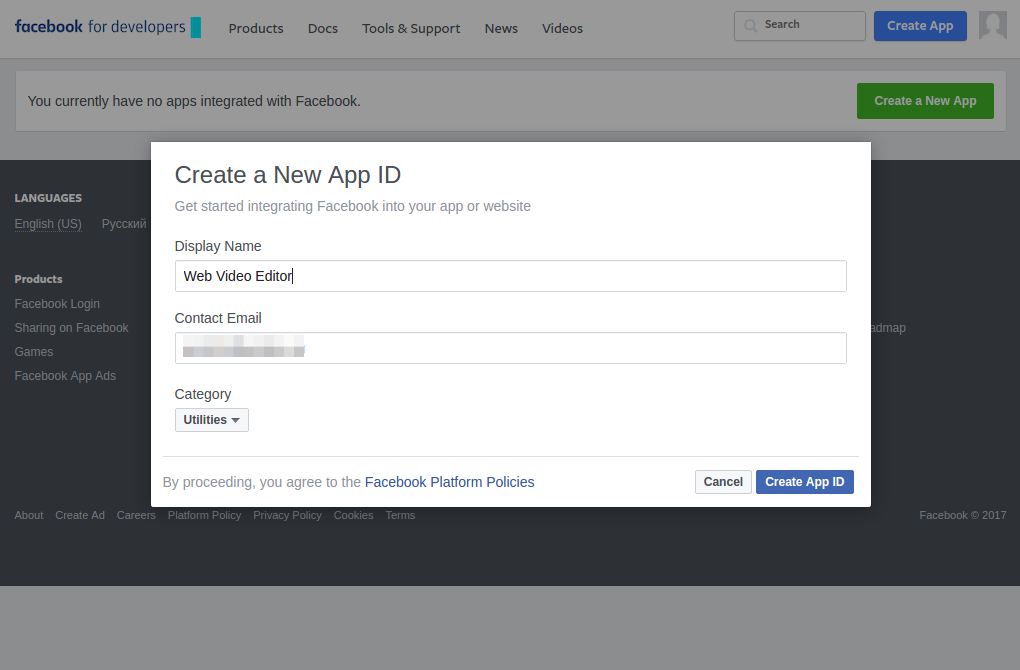 facebook for developers Products Docs Tools & Support News Videos Search Create App
You currently have no apps integrated with Facebook. Create a New App
Create a New App ID
Get started integrating Facebook into your app or website
Display Name
Web Video Editor
Contact Email
Category
Utilities
By proceeding, you agree to the Facebook Platform Policies Cancel Create App ID
LANGUAGES
English (US) Русский
Products
Facebook Login
Sharing on Facebook
Games
Facebook App Ads
About Create Ad Careers Platform Policy Privacy Policy Cookies Terms Facebook © 2017